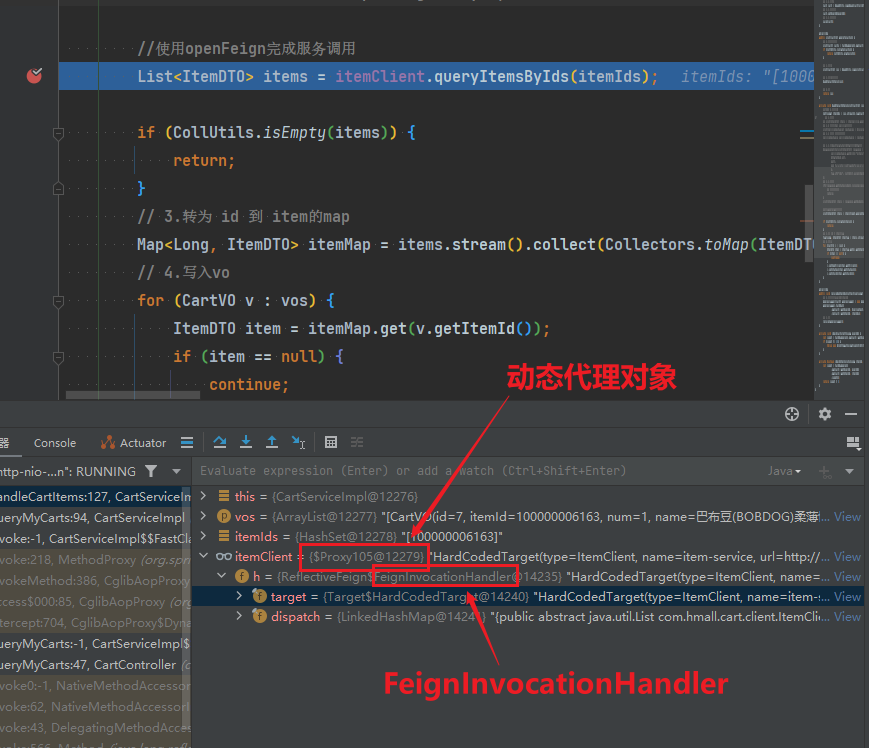 //使用openFeign完成服务调用
List<ItemDTO> items = itemClient.queryItemsByIds(itemIds);   itemIds: "[1000
if (CollUtils.isEmpty(items)) {
return;
}
// 3.转为 id 到 item的map
Map<Long, ItemDTO> itemMap = items.stream().collect(Collectors.toMap(ItemDT
// 4.写入vo
for (CartVO v : vos) {
ItemDTO item = itemMap.get(v.getItemId());
if (item == null) {
continue;
动态代理对象
器 Console Actuator
http-nio-...n": RUNNING
Evaluate expression (Enter) or add a watch (Ctrl+Shift+Enter) Java
andleCartItems:127, CartServiceIm
ueryMyCarts:94, CartServiceImpl
voke:-1, CartServiceImpl$$FastCla
voke:218, MethodProxy (org.spr
vokeMethod:386, CglibAopProxy
ccess$000:85, CglibAopProxy (org
tercept:704, CglibAopProxy$Dyna
ueryMyCarts:-1, CartServiceImpl$
ueryMyCarts:47, CartController (c
voke0:-1, NativeMethodAccessor
voke:62, NativeMethodAccessorI
voke:43, DelegatingMethodAcces
this = {CartServiceImpl@12276}
vos = {ArrayList@12277} "[CartVO(id=7, itemId=100000006163, num=1, name=巴布豆(BOBDOG)柔薄... View
itemIds = {HashSet@12278} "[100000006163]"
itemClient = {$Proxy105@12279} "HardCodedTarget(type=ItemClient, name=item-service, url=http://... View
h = {ReflectiveFeign$FeignInvocationHandler@14235} "HardCodedTarget(type=ItemClient, name=... View
target = {Target$HardCodedTarget@14240} "HardCodedTarget(type=ItemClient, name=item-s... View
dispatch = {LinkedHashMap@14241} "{public abstract java.util.List com.hmall.cart.client.ItemClie... View
FeignInvocationHandler